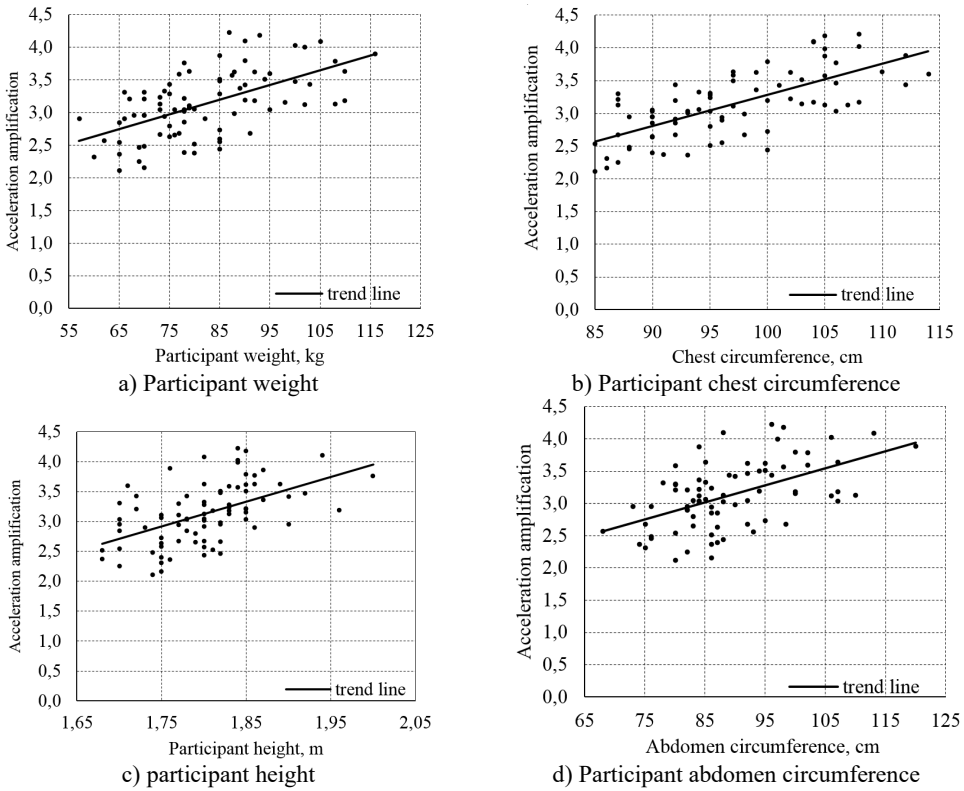 4,5
4,0
3,5
3,0
2,5
2,0
1,5
1,0
0,5
0,0
Acceleration amplification
trend line
55 65 75 85 95 105 115 125
Participant weight, kg
a) Participant weight
4,5
4,0
3,5
3,0
2,5
2,0
1,5
1,0
0,5
0,0
Acceleration amplification
trend line
85 90 95 100 105 110 115
Chest circumference, cm
b) Participant chest circumference
4,5
4,0
3,5
3,0
2,5
2,0
1,5
1,0
0,5
0,0
Acceleration amplification
trend line
1,65 1,75 1,85 1,95 2,05
Participant height, m
c) participant height
4,5
4,0
3,5
3,0
2,5
2,0
1,5
1,0
0,5
0,0
Acceleration amplification
trend line
65 75 85 95 105 115 125
Abdomen circumference, cm
d) Participant abdomen circumference